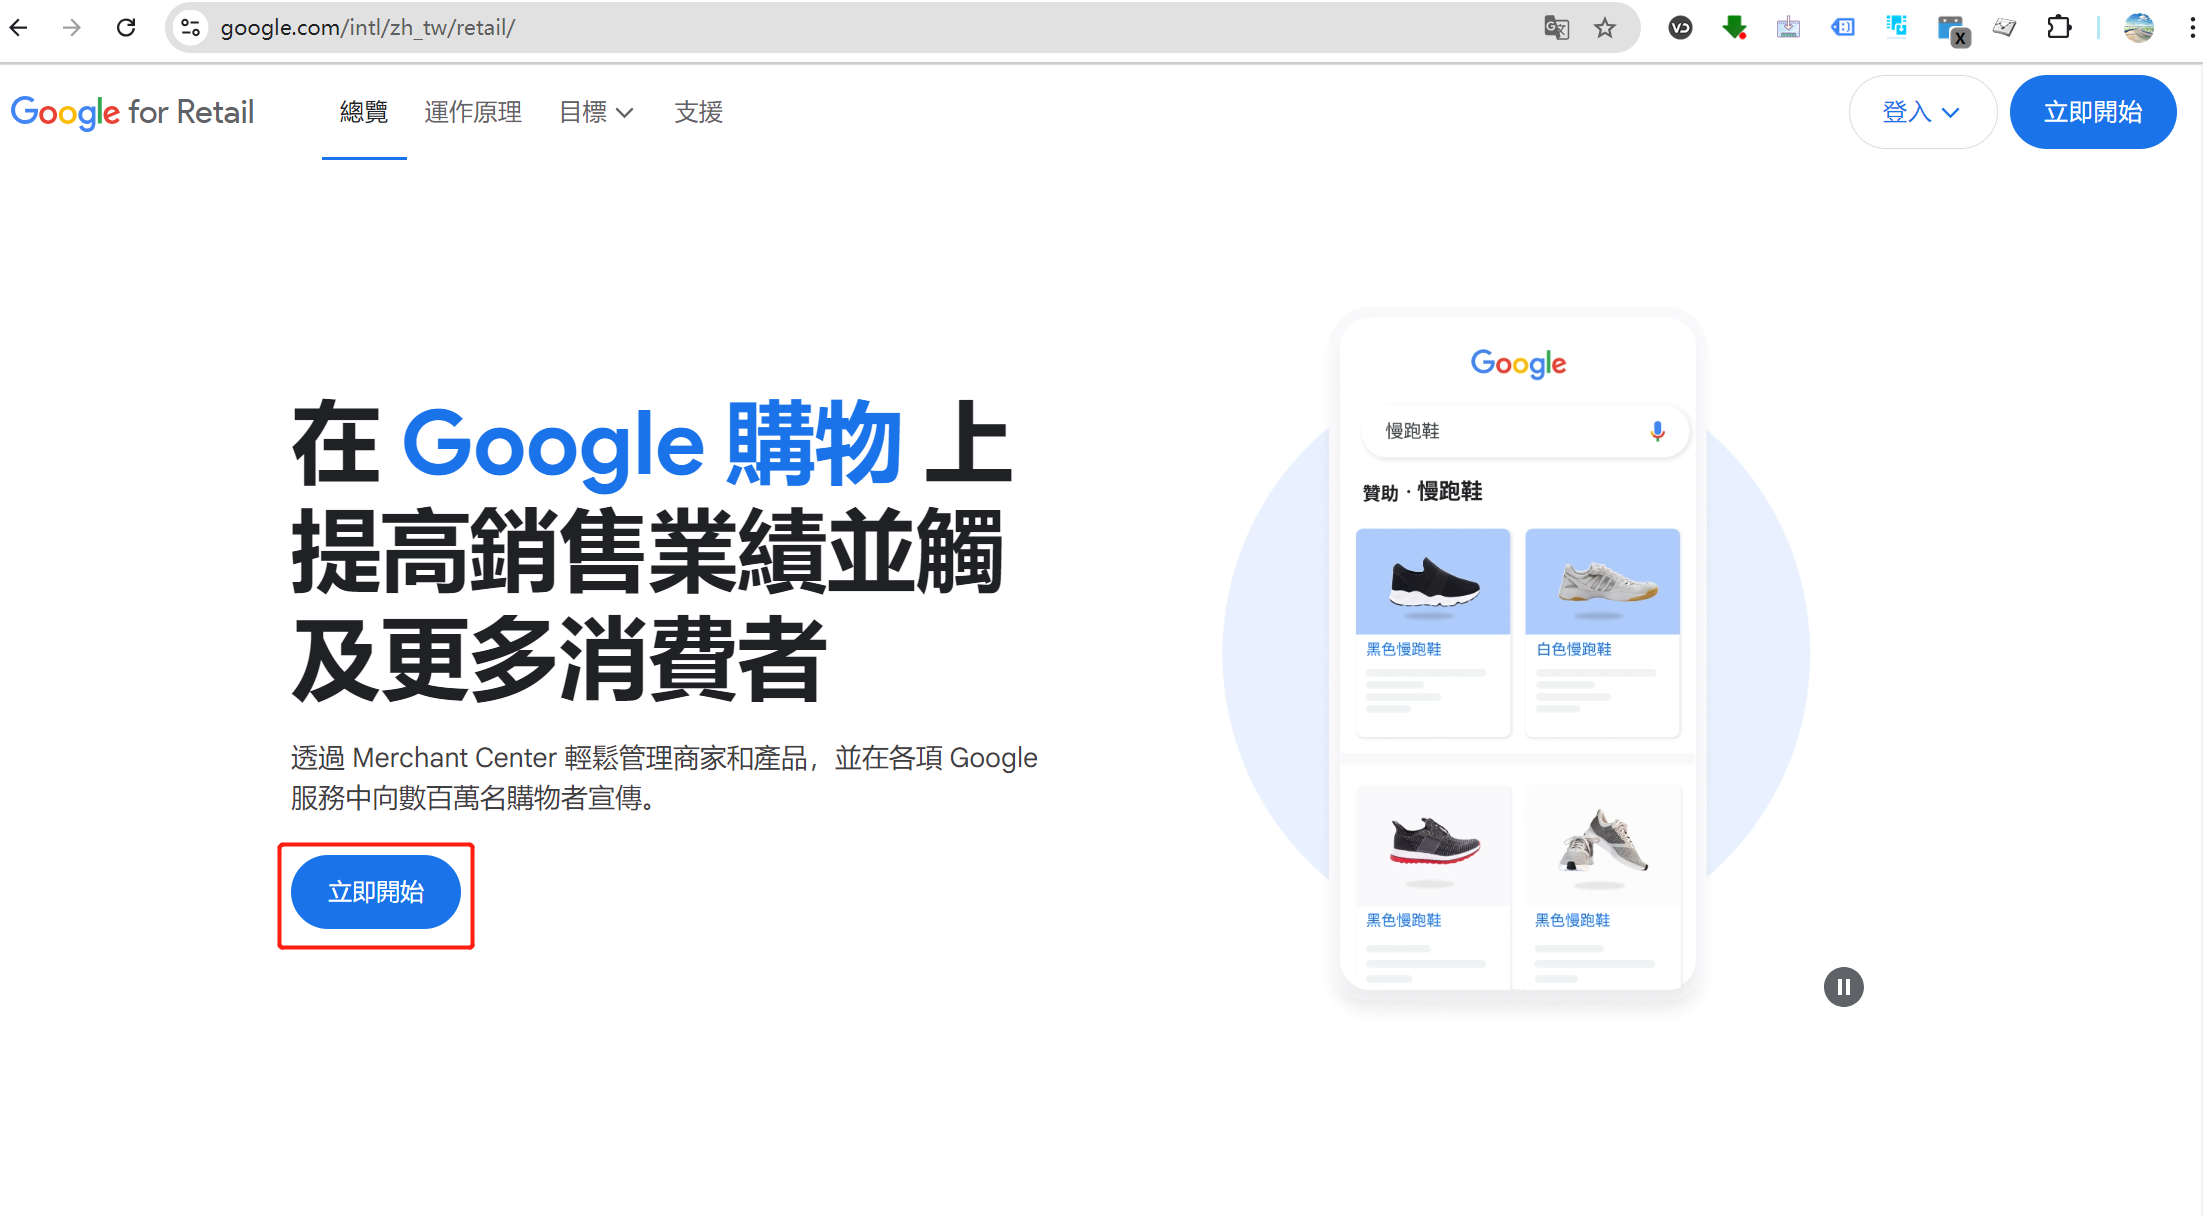 google.com/intl/zh_tw/retail/
Google for Retail
總覽
運作原理
目標
支援
登入
立即開始
在 Google 購物 上
提高銷售業績並觸
及更多消費者
透過 Merchant Center 輕鬆管理商家和產品，並在各項 Google
服務中向數百萬名購物者宣傳。
立即開始
Google
慢跑鞋
贊助 · 慢跑鞋
黑色慢跑鞋
白色慢跑鞋
黑色慢跑鞋
黑色慢跑鞋